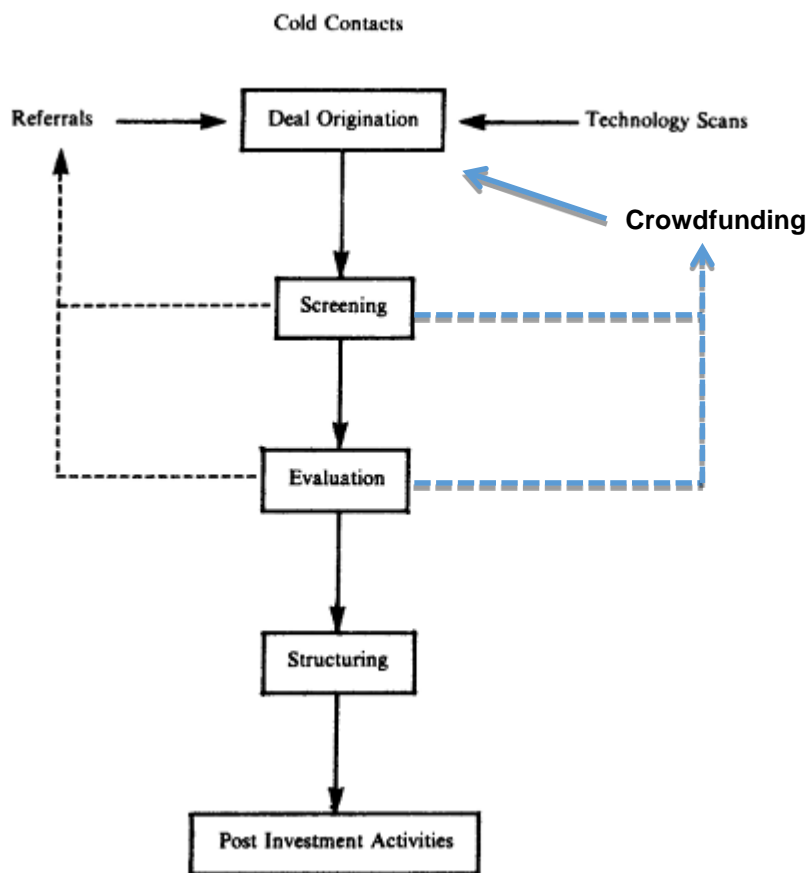 Cold Contacts
Referrals
Deal Origination
Technology Scans
Crowdfunding
Screening
Evaluation
Structuring
Post Investment Activities